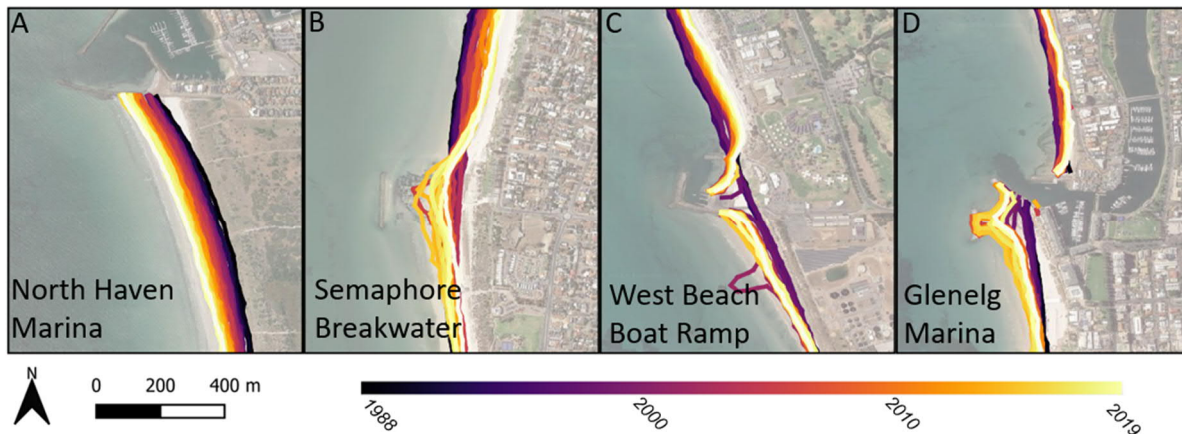 A
B
C
D
North Haven
Marina
Semaphore
Breakwater
West Beach
Boat Ramp
Glenelg
Marina
N
0 200 400 m
1988 2000 2010 2019